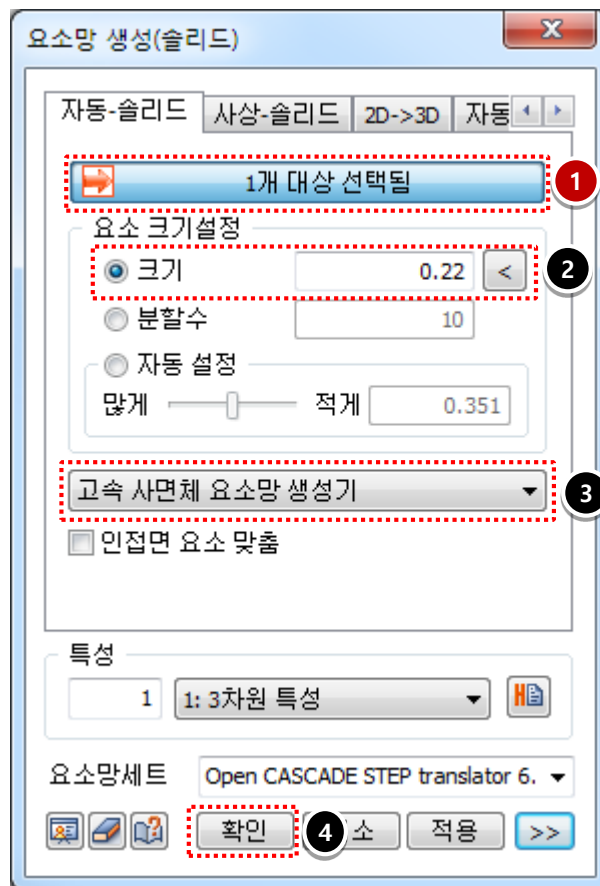 요소망 생성(솔리드)
자동-솔리드 사상-솔리드 2D->3D 자동
1개 대상 선택됨 1
요소 크기설정
크기 0.22 < 2
분할수 10
자동 설정
많게 적게 0.351
고속 사면체 요소망 생성기 3
인접면 요소 맞춤
특성
1 1: 3차원 특성
요소망세트 Open CASCADE STEP translator 6.
확인 4 소 적용 >>